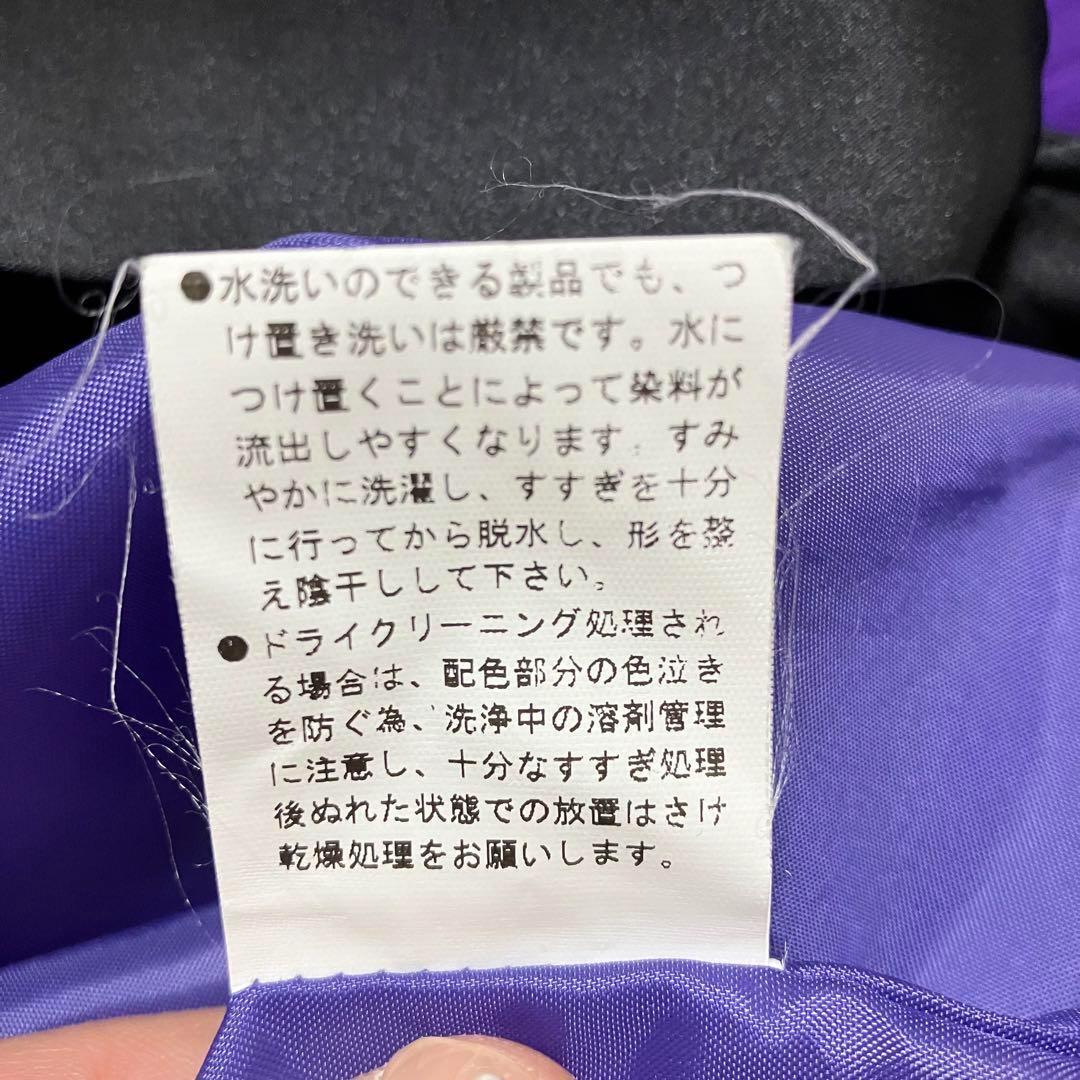 ●水洗いのできる製品でも、つ
け置き洗いは厳禁です。水に
つけ置くことによって染料が
流出しやすくなります。すみ
やかに洗濯し、すすぎを十分
に行ってから脱水し、形を整
え陰干しして下さい。
●ドライクリーニング処理され
る場合は、配色部分の色泣き
を防ぐ為、洗浄中の溶剤管理
に注意し、十分なすすぎ処理
後ぬれた状態での放置はさけ
乾燥処理をお願いします。